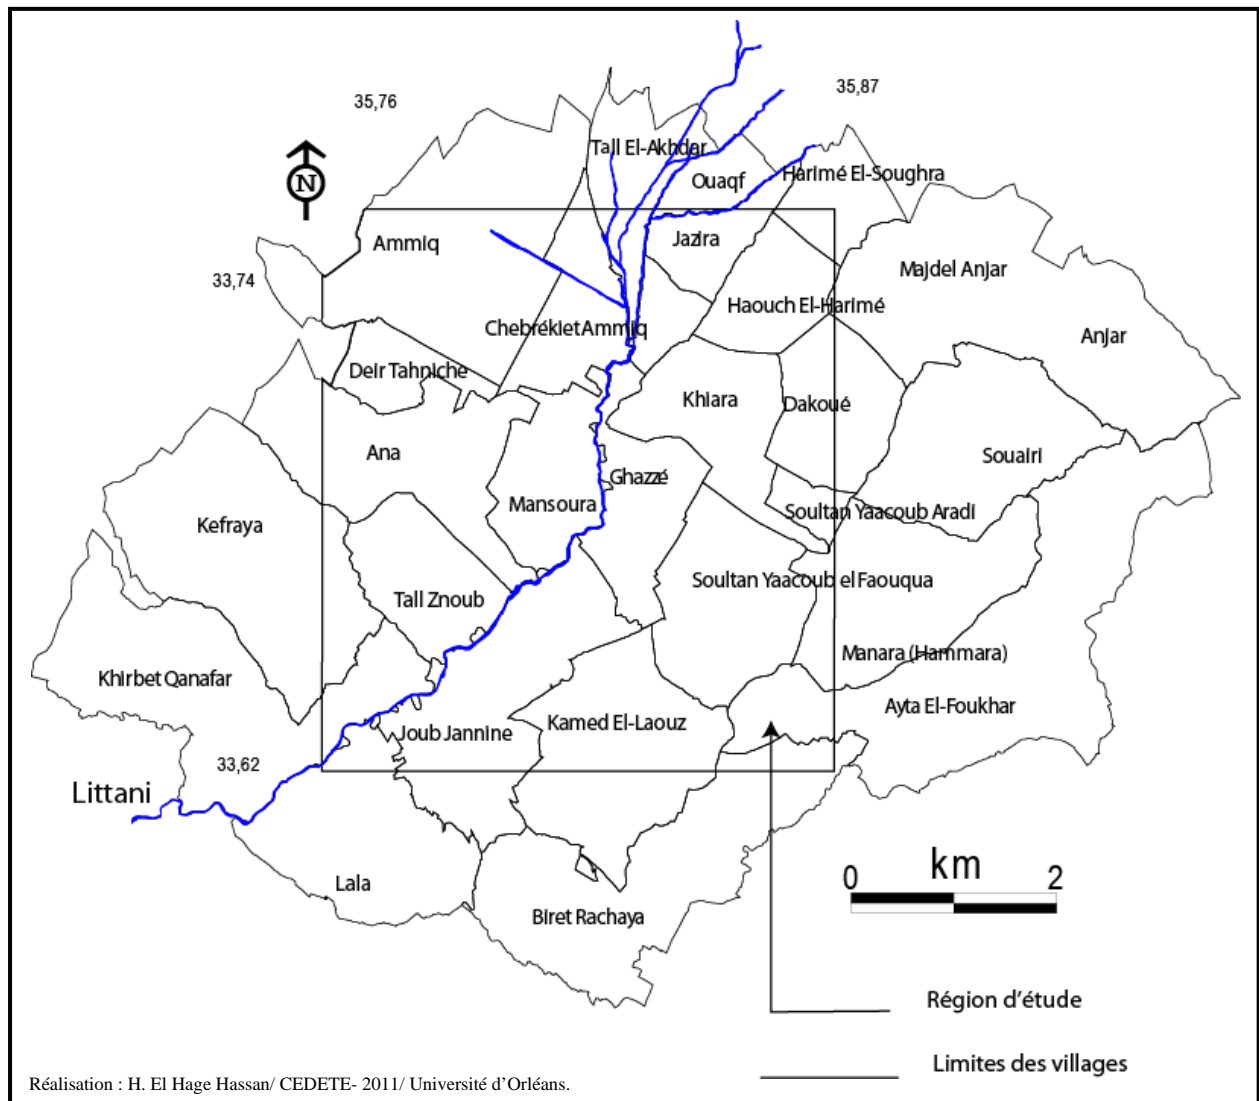 35,76
35,87
Tall El-Akhdar
Ouaqf
Harimé El-Soughra
N
Ammiq
Jazira
33,74
Majdel Anjar
Haouch El-Harimé
Chebrékiet Ammiq
Anjar
Deir Tahniche
Khiara
Dakoué
Ana
Souairi
Ghazzé
Mansoura
Soultan Yaacoub Aradi
Kefraya
Soultan Yaacoub el Faouqua
Tall Znoub
Manara (Hammara)
Khirbet Qanafar
Ayta El-Foukhar
Kamed El-Laouz
Joub Jannine
33,62
Littani
km
0 2
Lala
Biret Rachaya
Région d'étude
Limites des villages
Réalisation : H. El Hage Hassan/ CEDETE- 2011/ Université d'Orléans.